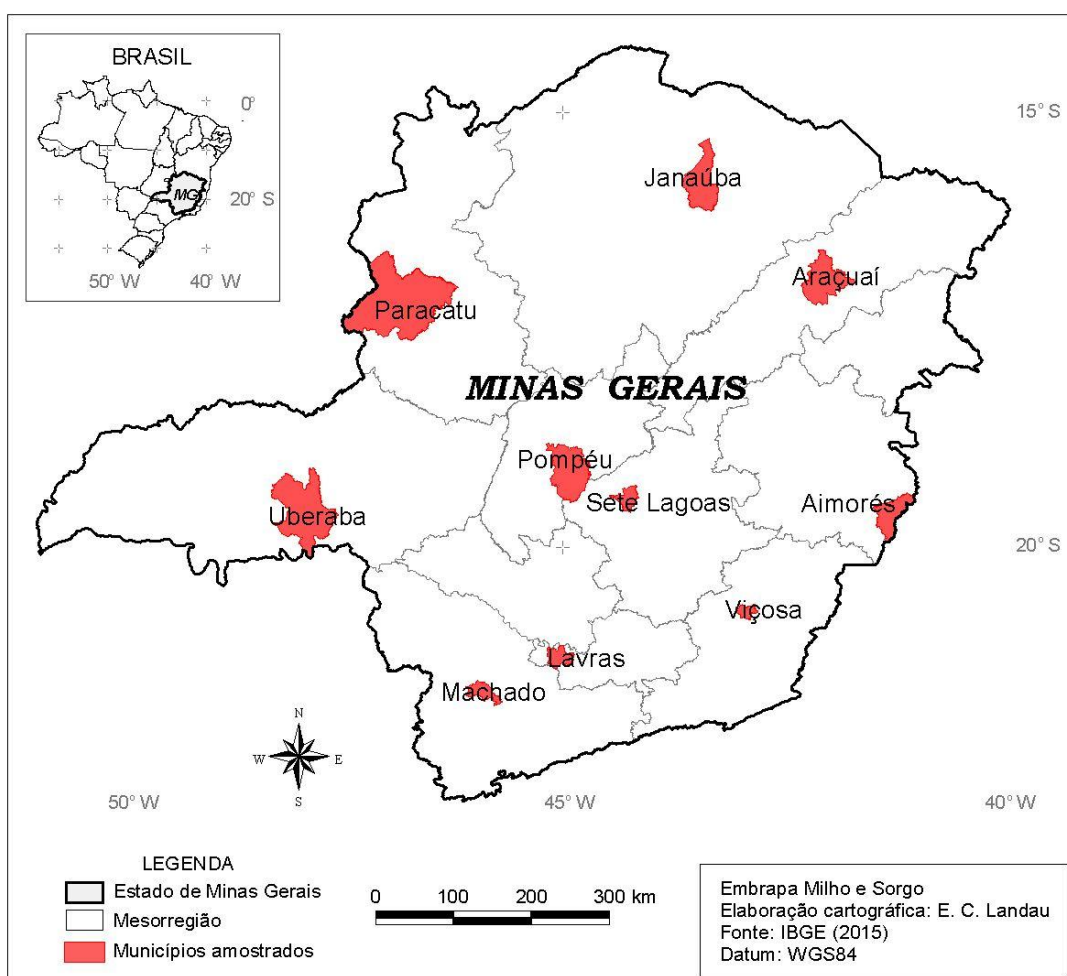 BRASIL
0°
MG
20° S
50° W
40° W
15° S
Janaúba
Araçuaí
Paracatu
MINAS GERAIS
Pompéu
Sete Lagoas
Aimorés
Uberaba
20° S
Viçosa
Lavras
Machado
N
W
E
S
50° W
45° W
40° W
LEGENDA
Estado de Minas Gerais
Mesorregião
Municípios amostrados
0 100 200 300 km
Embrapa Milho e Sorgo
Elaboração cartográfica: E. C. Landau
Fonte: IBGE (2015)
Datum: WGS84